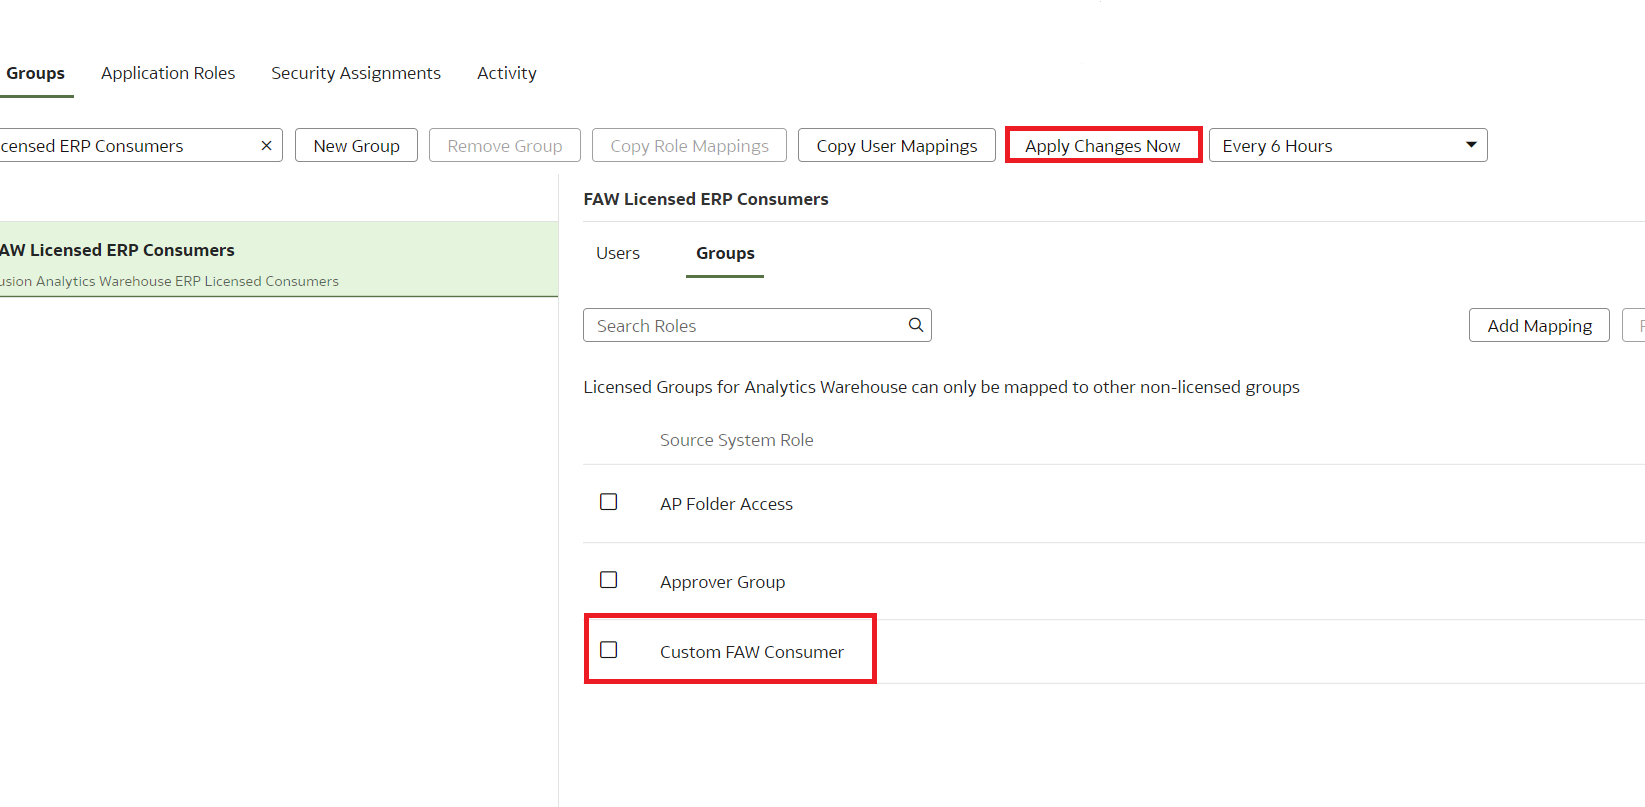 Groups Application Roles Security Assignments Activity
censed ERP Consumers × New Group Remove Group Copy Role Mappings Copy User Mappings Apply Changes Now Every 6 Hours
FAW Licensed ERP Consumers
AW Licensed ERP Consumers
usion Analytics Warehouse ERP Licensed Consumers
Users Groups
Search Roles Add Mapping
Licensed Groups for Analytics Warehouse can only be mapped to other non-licensed groups
Source System Role
AP Folder Access
Approver Group
Custom FAW Consumer